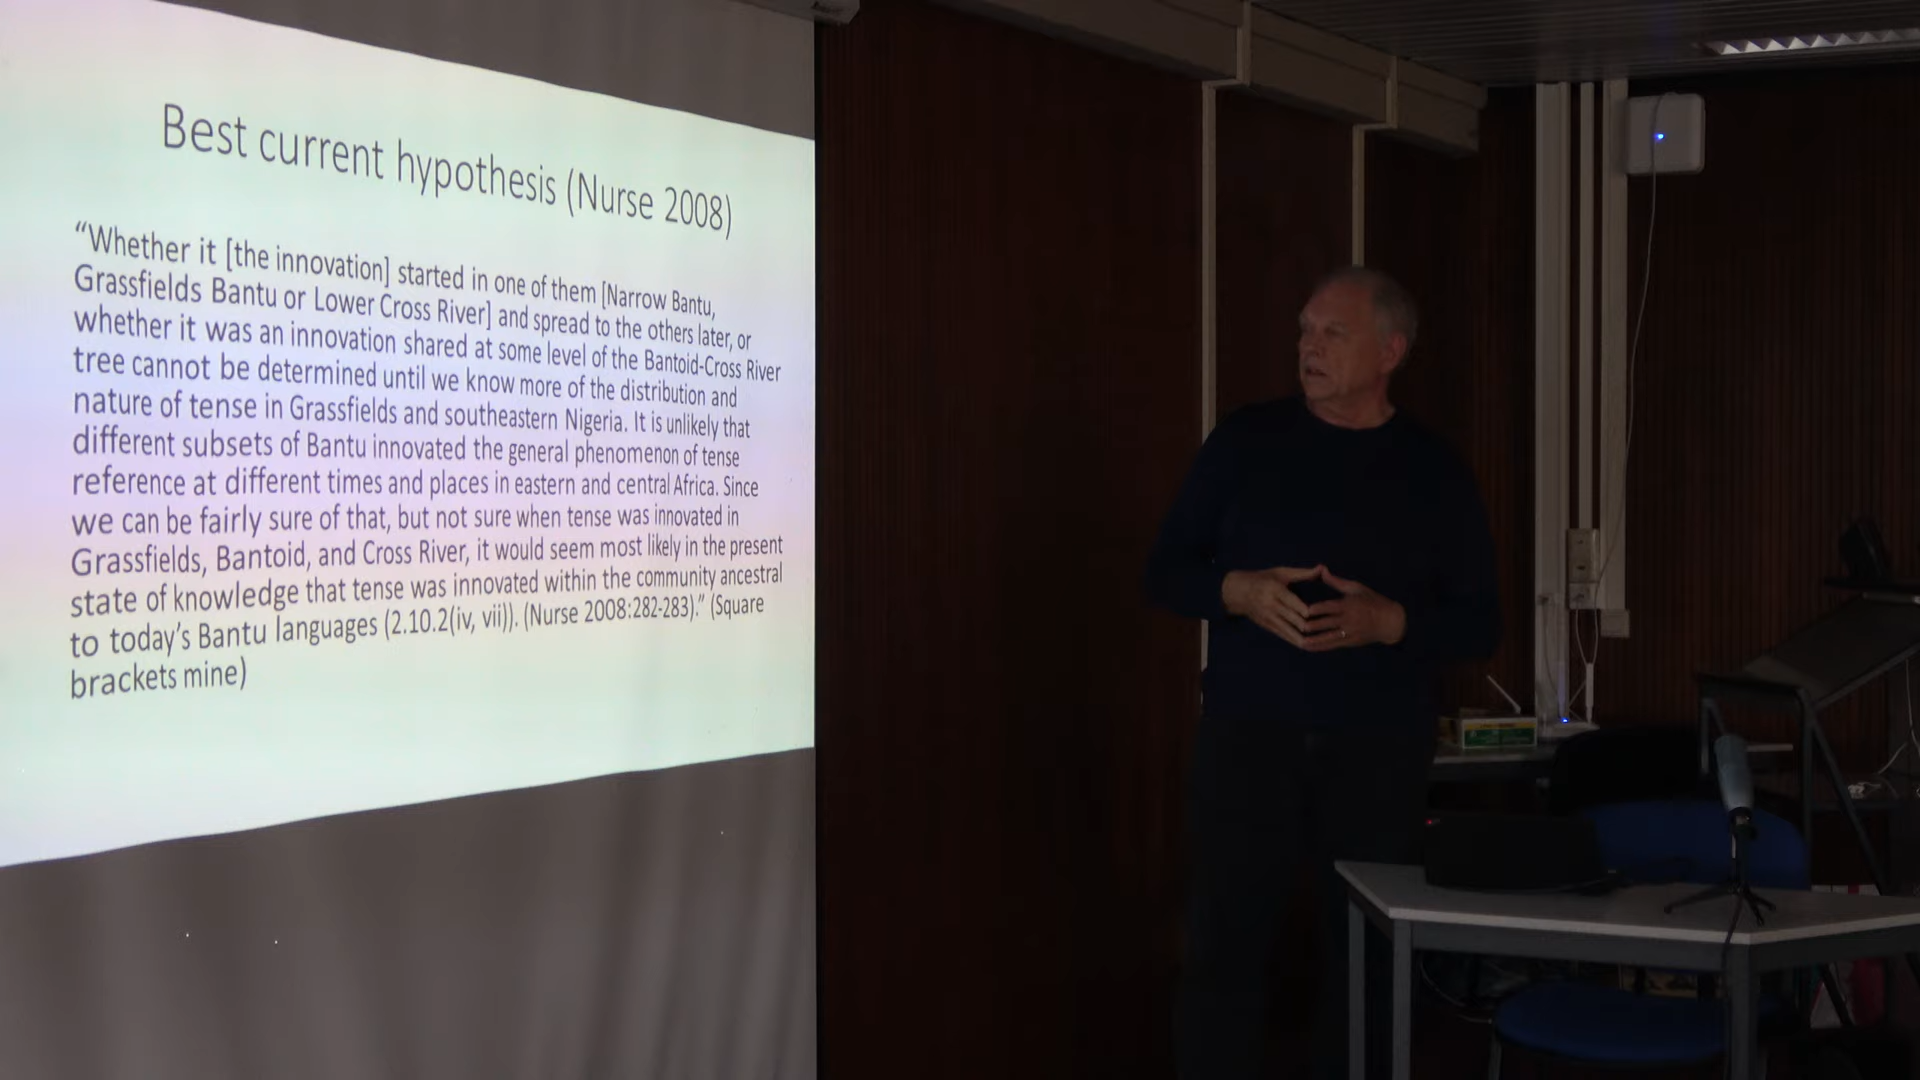 Best current hypothesis (Nurse 2008)
“Whether it [the innovation] started in one of them [Narrow Bantu,
Grassfields Bantu or Lower Cross River] and spread to the others later, or
whether it was an innovation shared at some level of the Bantoid-Cross River
tree cannot be determined until we know more of the distribution and
nature of tense in Grassfields and southeastern Nigeria. It is unlikely that
different subsets of Bantu innovated the general phenomenon of tense
reference at different times and places in eastern and central Africa. Since
we can be fairly sure of that, but not sure when tense was innovated in
Grassfields, Bantoid, and Cross River, it would seem most likely in the present
state of knowledge that tense was innovated within the community ancestral
to today’s Bantu languages (2.10.2(iv, vii)). (Nurse 2008:282-283).” (Square
brackets mine)